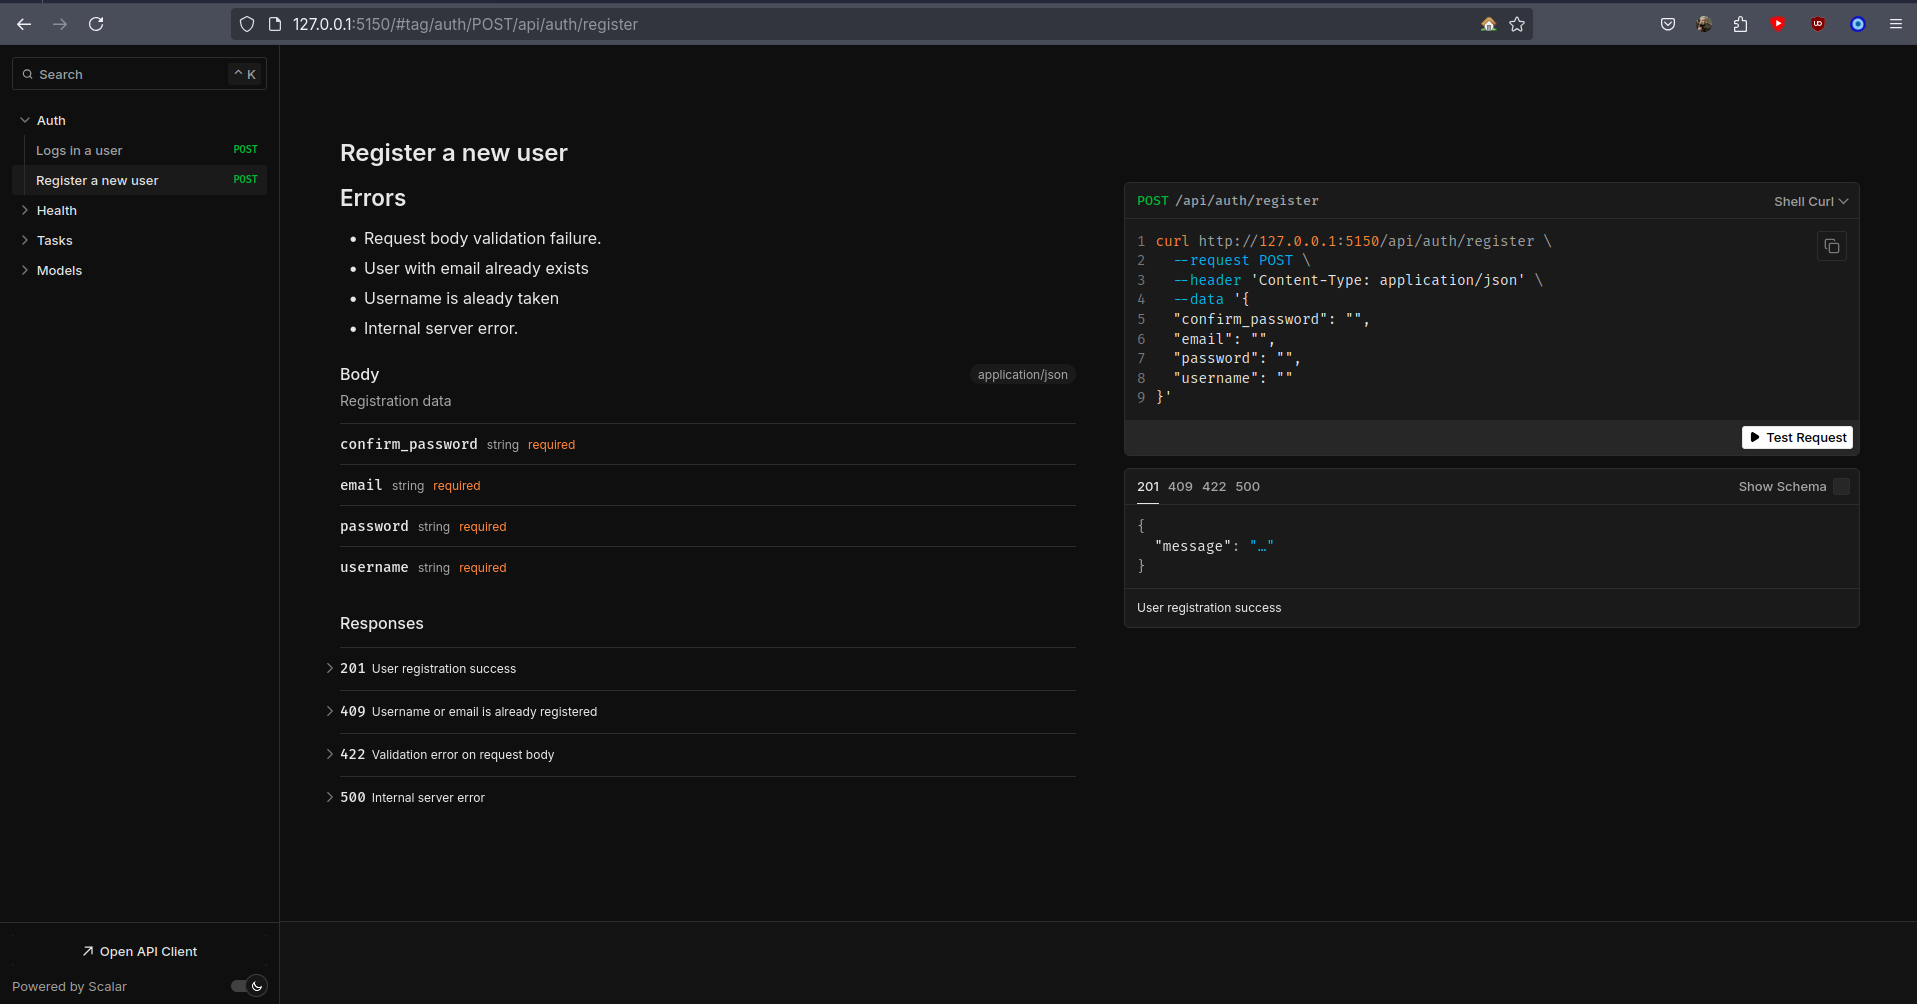 127.0.0.1:5150/#tag/auth/POST/api/auth/register
Search
^ K
Auth
Logs in a user POST
Register a new user POST
Health
Tasks
Models
Open API Client
Powered by Scalar
Register a new user
Errors
• Request body validation failure.
• User with email already exists
• Username is aleady taken
• Internal server error.
Body application/json
Registration data
confirm_password string required
email string required
password string required
username string required
Responses
201 User registration success
409 Username or email is already registered
422 Validation error on request body
500 Internal server error
POST /api/auth/register Shell Curl
1 curl http://127.0.0.1:5150/api/auth/register \
2 --request POST \
3 --header 'Content-Type: application/json' \
4 --data '{
5 "confirm_password": "",
6 "email": "",
7 "password": "",
8 "username": ""
9 }'
Test Request
201 409 422 500 Show Schema
{
"message": "…"
}
User registration success